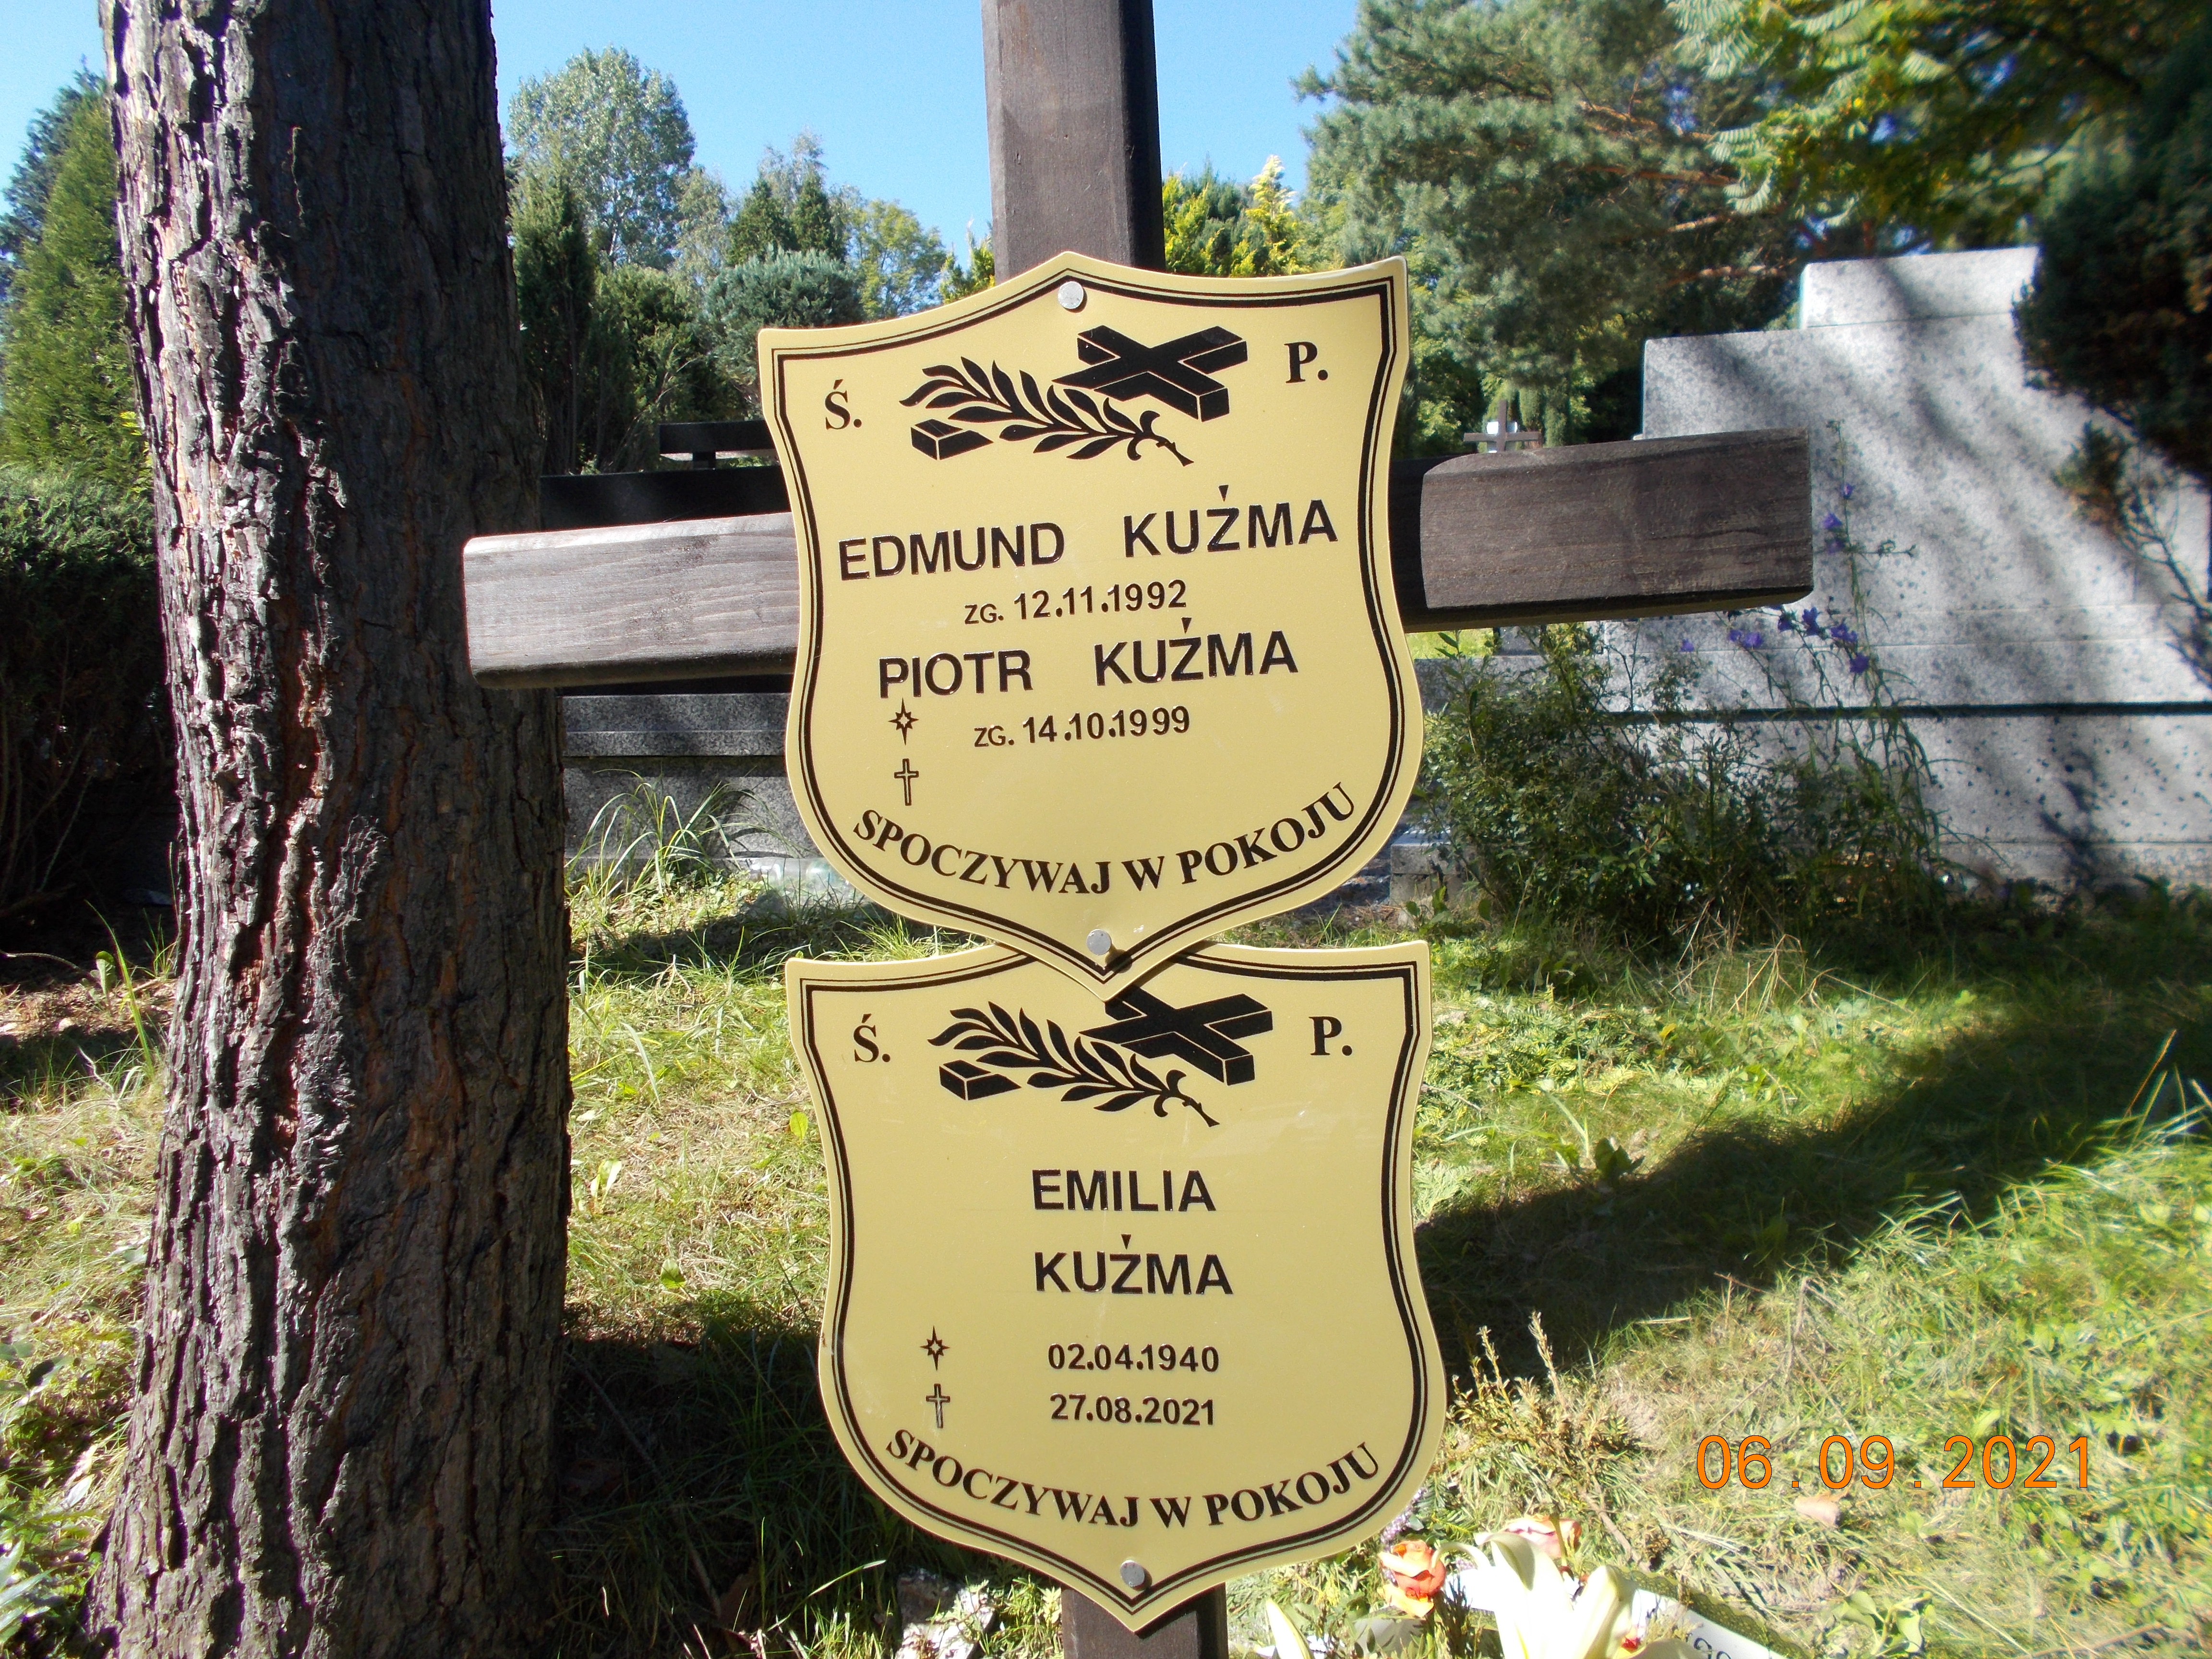 Ś. P.
EDMUND KUŹMA
ZG. 12.11.1992
PIOTR KUŹMA
ZG. 14.10.1999
SPOCZYWAJ W POKOJU
Ś. P.
EMILIA
KUŹMA
02.04.1940
27.08.2021
SPOCZYWAJ W POKOJU
06.09.2021